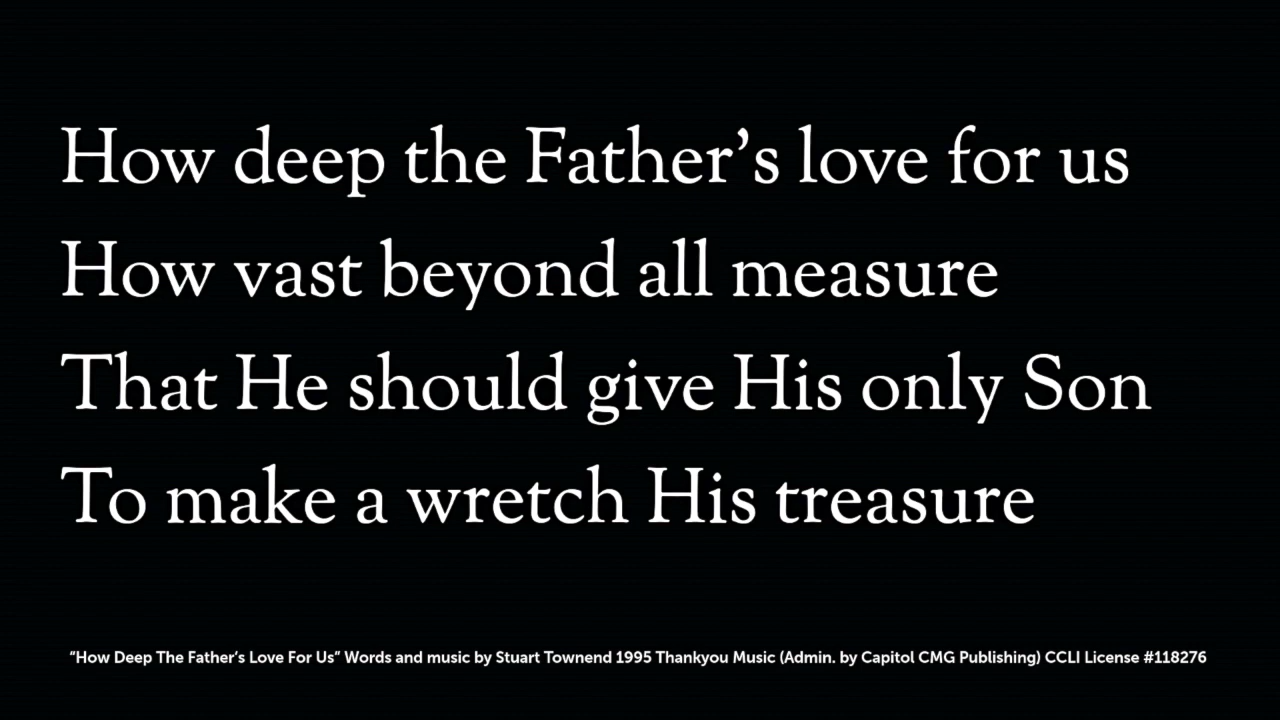 How deep the Father’s love for us
How vast beyond all measure
That He should give His only Son
To make a wretch His treasure
“How Deep The Father’s Love For Us” Words and music by Stuart Townend 1995 Thankyou Music (Admin. by Capitol CMG Publishing) CCLI License #118276